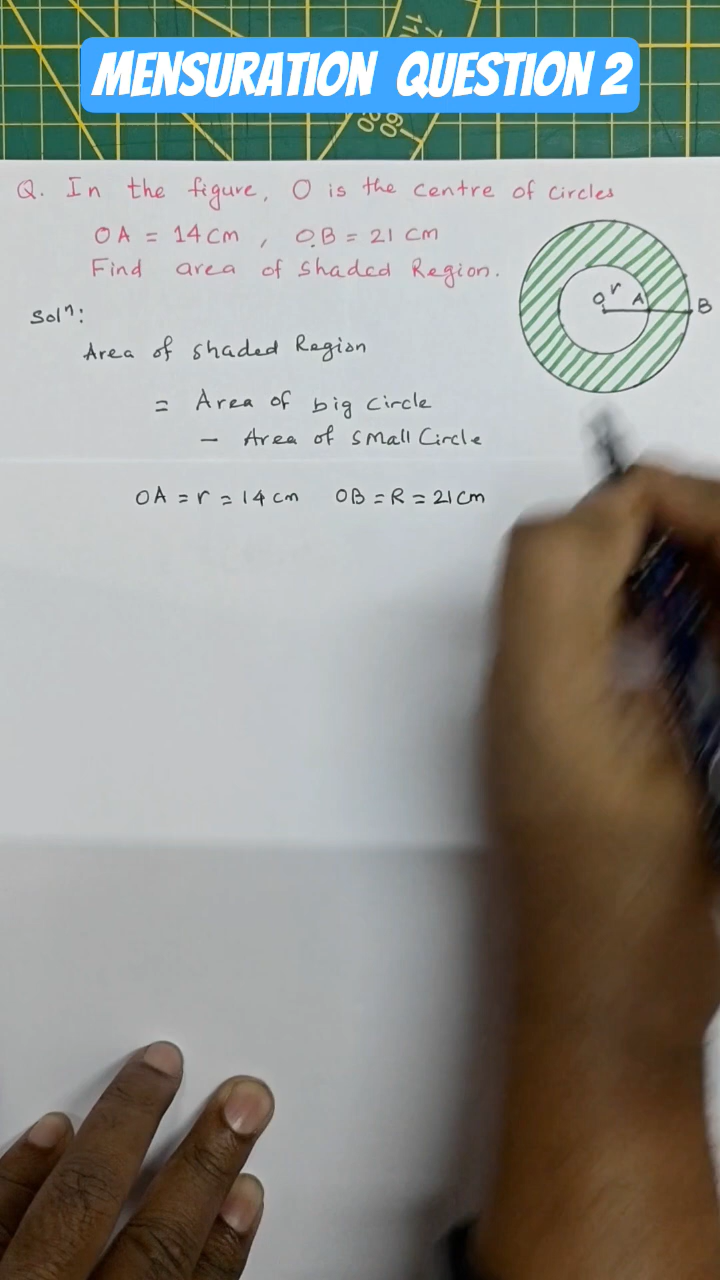 MENSURATION QUESTION 2
Q. In the figure, O is the centre of circles
OA = 14 cm , OB = 21 cm
Find area of shaded Region.
Solⁿ:
Area of shaded Region
= Area of big circle
- Area of small Circle
OA = r = 14 cm OB = R = 21 cm
O r A B